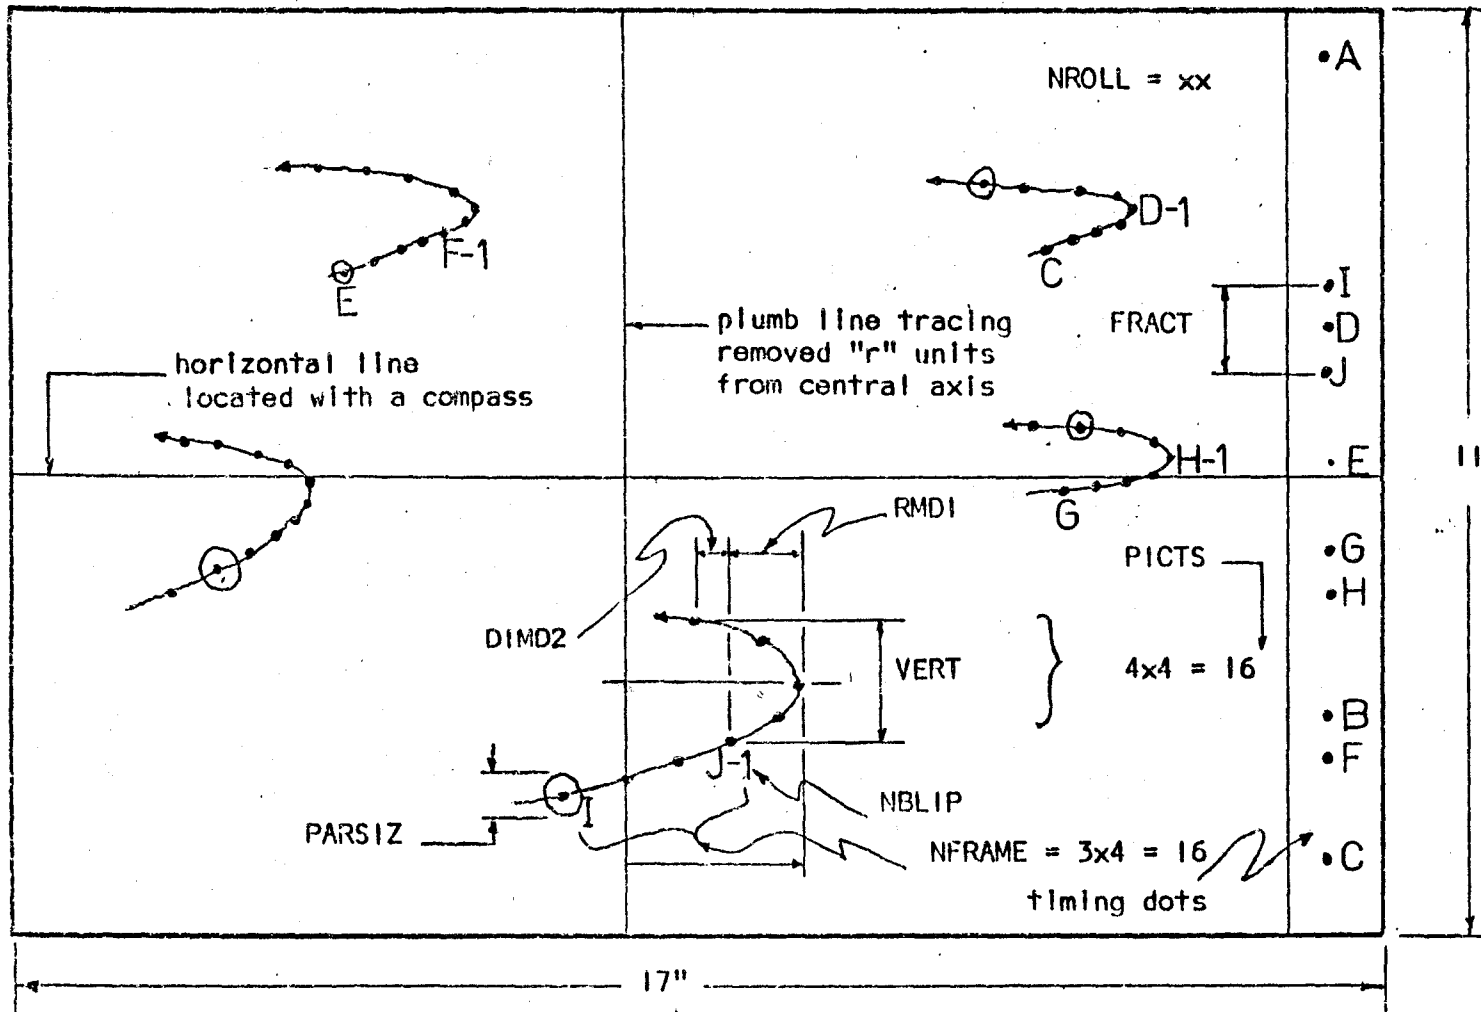 A
NROLL = xx
D-1
F-1
C
E
I
FRACT
D
J
plumb line tracing
removed "r" units
from central axis
horizontal line
located with a compass
H-1
E
11
G
RMD1
G
PICTS
H
DIMD2
VERT
4x4 = 16
B
J-1
F
I
NBLIP
PARSIZ
NFRAME = 3x4 = 16
C
timing dots
17"